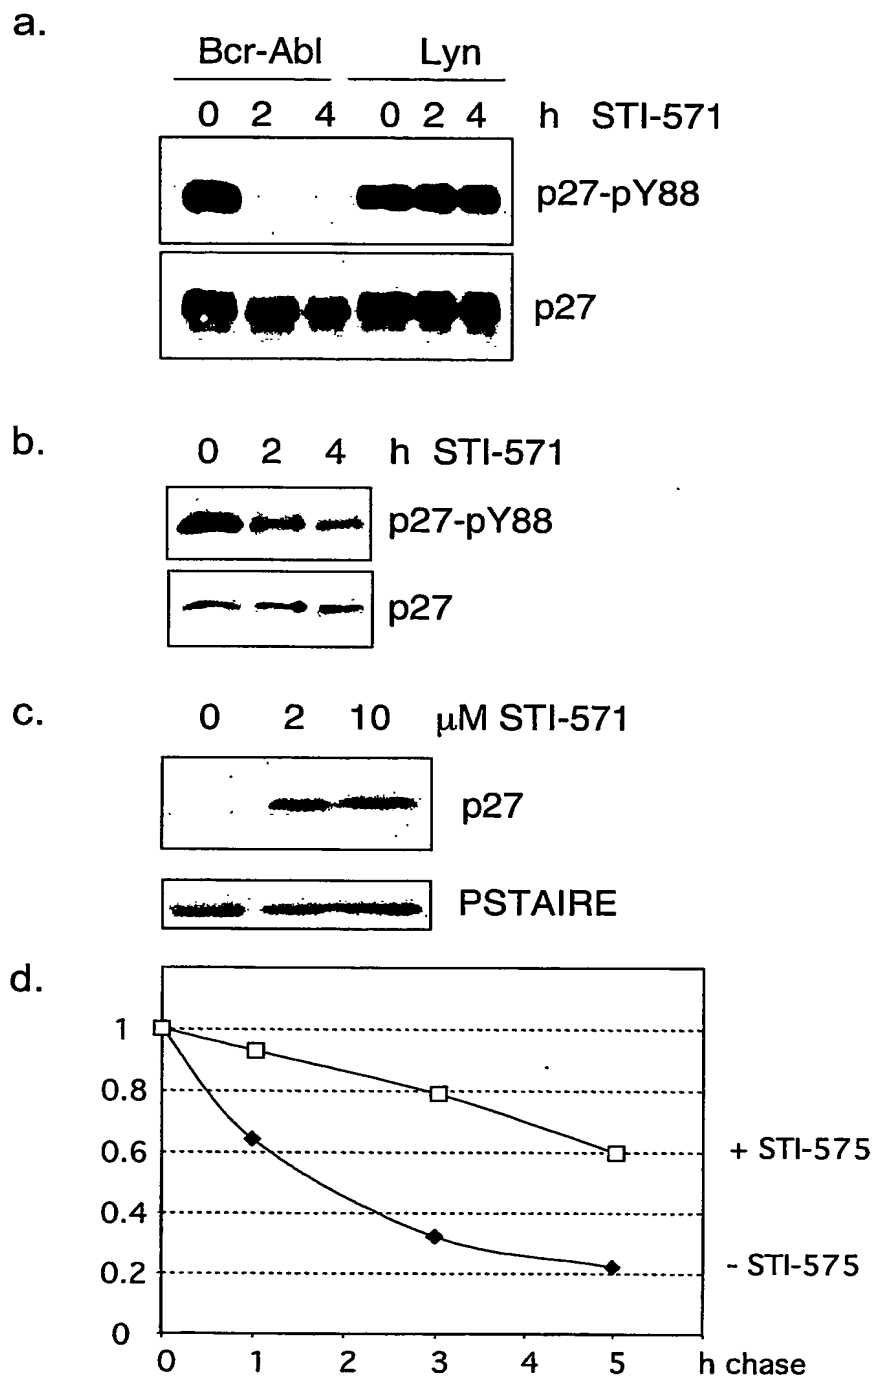 a.
Bcr-Abl Lyn
0 2 4 0 2 4 h STI-571
p27-pY88
p27
b.
0 2 4 h STI-571
p27-pY88
p27
c.
0 2 10 µM STI-571
p27
PSTAIRE
d.
1
0.8
0.6
+ STI-575
0.4
0.2
- STI-575
0
0 1 2 3 4 5 h chase